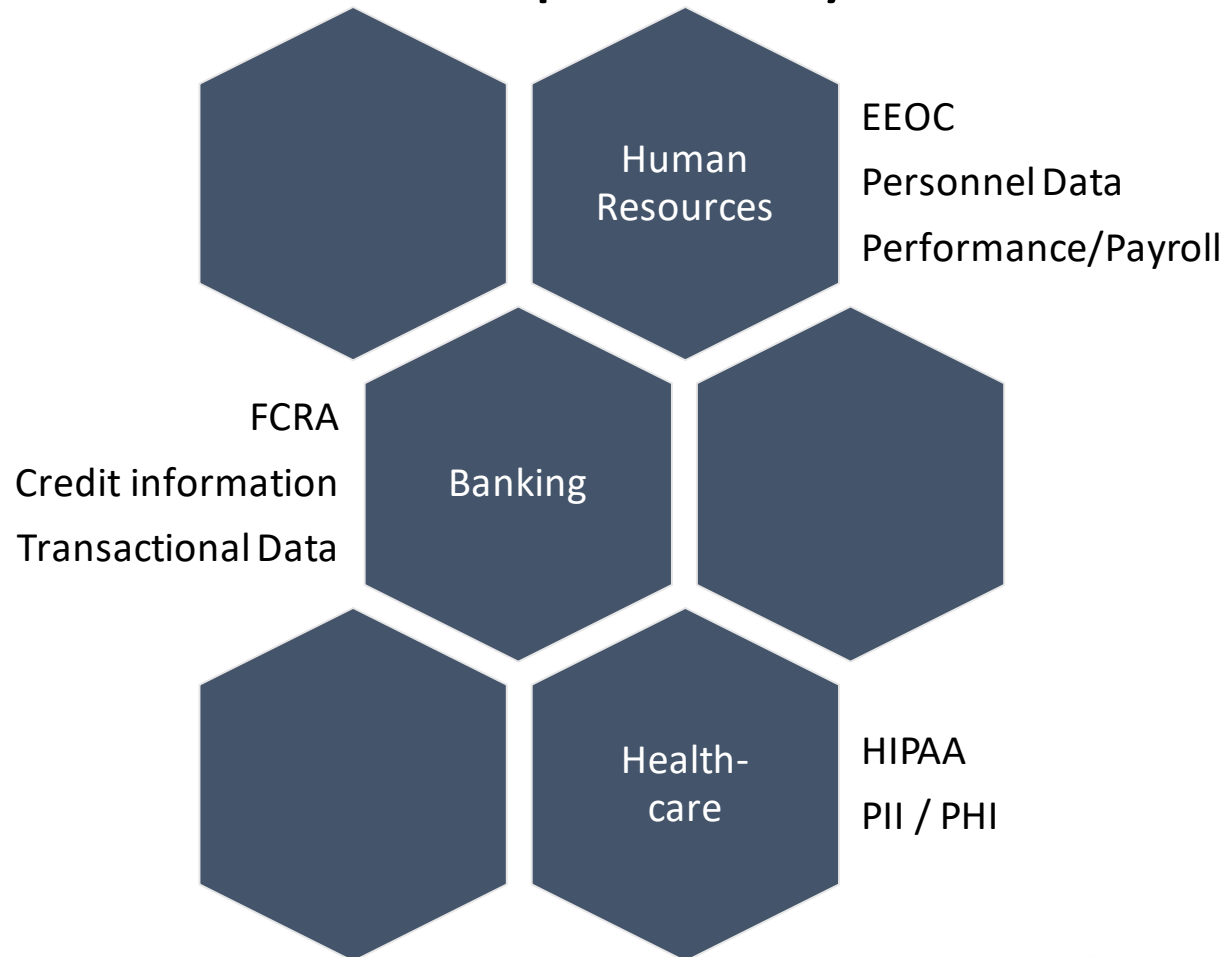 Human
Resources
EEOC
Personnel Data
Performance/Payroll
FCRA
Credit information
Transactional Data
Banking
Health-
care
HIPAA
PII / PHI